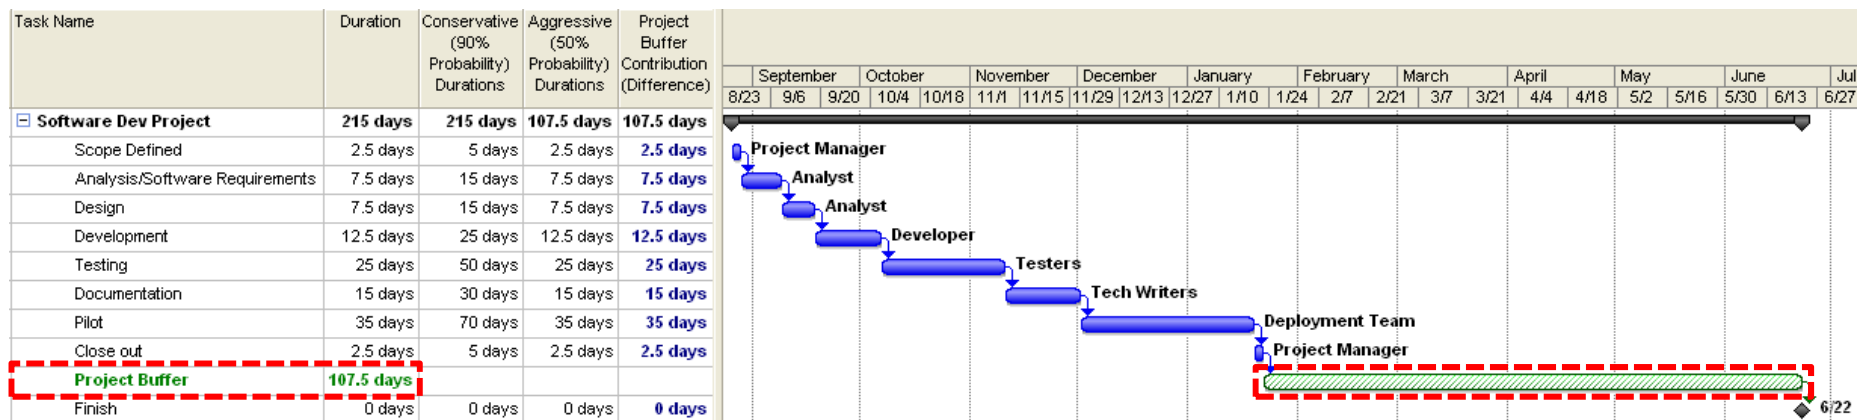 Task Name Duration Conservative (90% Probability) Durations Aggressive (50% Probability) Durations Project Buffer Contribution (Difference)
September October November December January February March April May June Jul
8/23 9/6 9/20 10/4 10/18 11/1 11/15 11/29 12/13 12/27 1/10 1/24 2/7 2/21 3/7 3/21 4/4 4/18 5/2 5/16 5/30 6/13 6/27
Software Dev Project 215 days 215 days 107.5 days 107.5 days
Scope Defined 2.5 days 5 days 2.5 days 2.5 days Project Manager
Analysis/Software Requirements 7.5 days 15 days 7.5 days 7.5 days Analyst
Design 7.5 days 15 days 7.5 days 7.5 days Analyst
Development 12.5 days 25 days 12.5 days 12.5 days Developer
Testing 25 days 50 days 25 days 25 days Testers
Documentation 15 days 30 days 15 days 15 days Tech Writers
Pilot 35 days 70 days 35 days 35 days Deployment Team
Close out 2.5 days 5 days 2.5 days 2.5 days Project Manager
Project Buffer 107.5 days
Finish 0 days 0 days 0 days 0 days 6/22